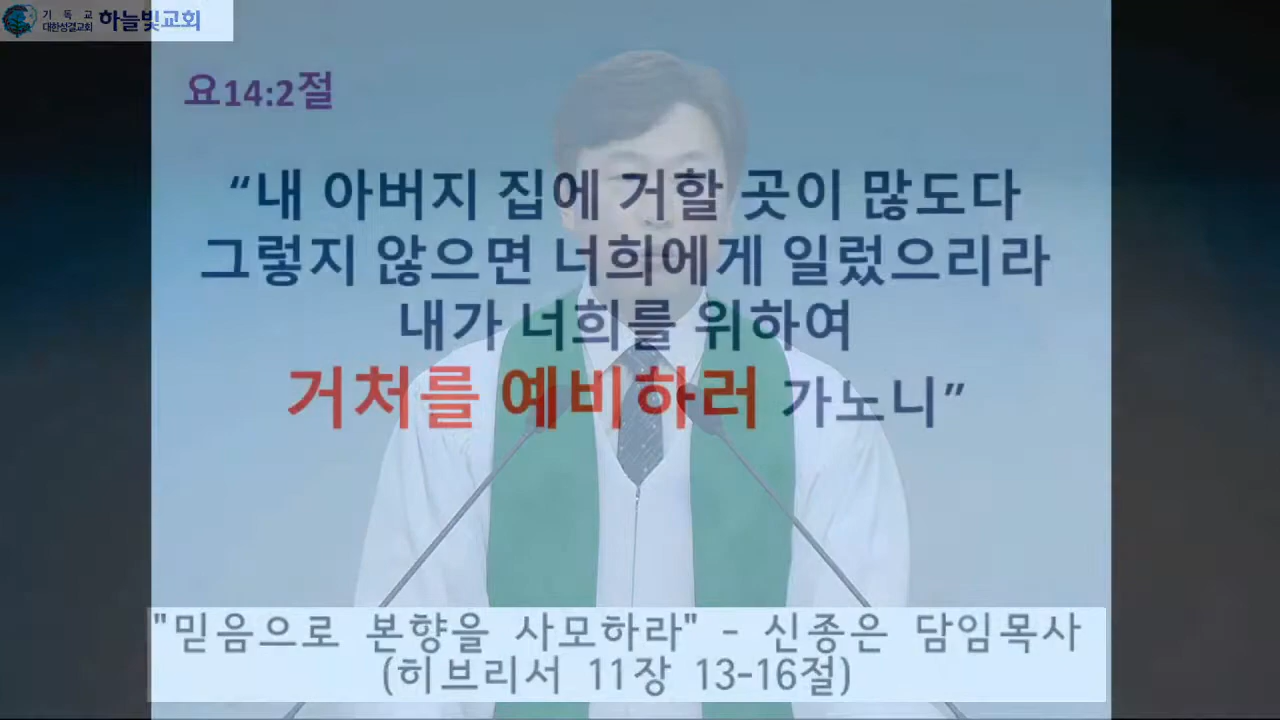 기 독 교
대한성결교회 하늘빛교회
요14:2절
“내 아버지 집에 거할 곳이 많도다
그렇지 않으면 너희에게 일렀으리라
내가 너희를 위하여
거처를 예비하러 가노니”
"믿음으로 본향을 사모하라" - 신종은 담임목사
(히브리서 11장 13-16절)